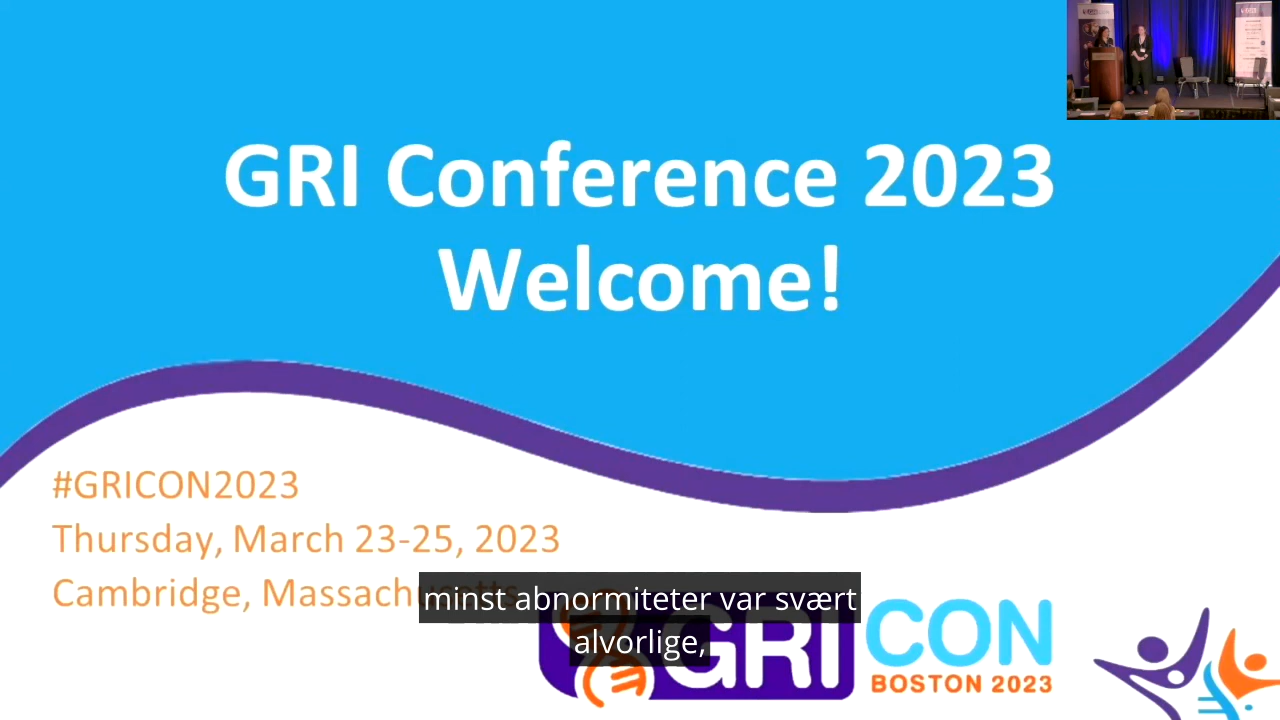 GRI Conference 2023
Welcome!
#GRICON2023
Thursday, March 23-25, 2023
Cambridge, Massachusetts
minst abnormiteter var svært
alvorlige,
GRI CON
BOSTON 2023